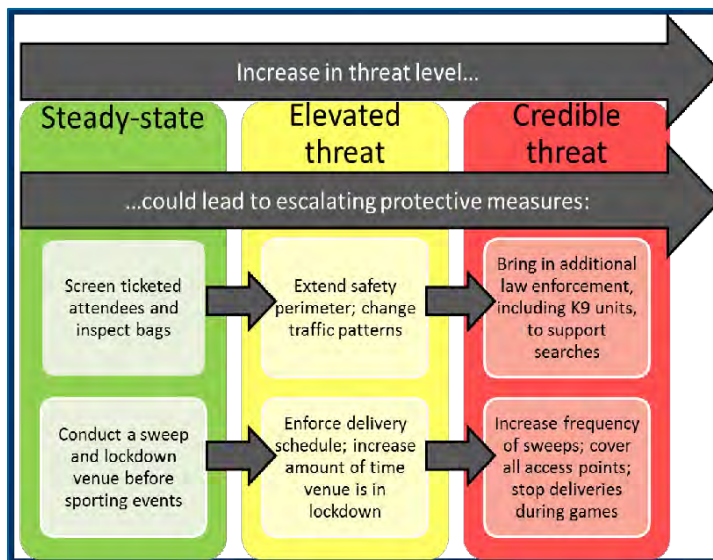 Increase in threat level...
Steady-state
Elevated
threat
Credible
threat
...could lead to escalating protective measures:
Screen ticketed
attendees and
inspect bags
Extend safety
perimeter; change
traffic patterns
Bring in additional
law enforcement,
including K9 units,
to support
searches
Conduct a sweep
and lockdown
venue before
sporting events
Enforce delivery
schedule; increase
amount of time
venue is in
lockdown
Increase frequency
of sweeps; cover
all access points;
stop deliveries
during games